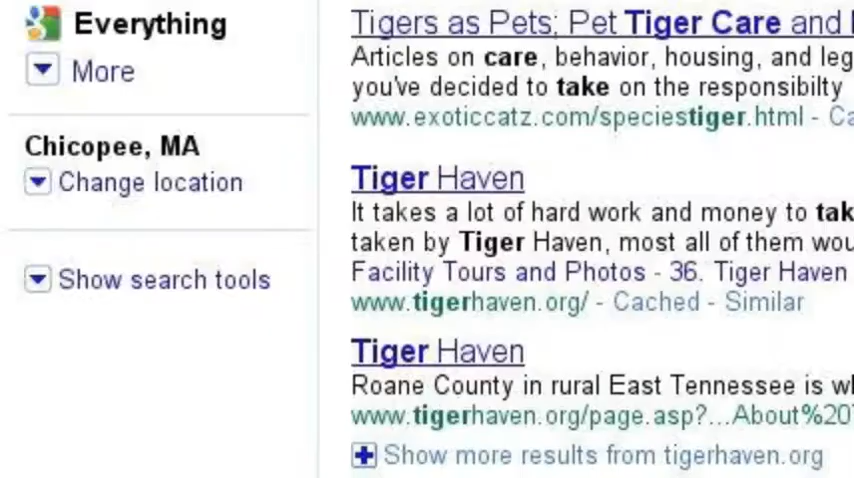 Everything
More
Chicopee, MA
Change location
Show search tools
Tigers as Pets; Pet Tiger Care and
Articles on care, behavior, housing, and leg
you've decided to take on the responsibilty
www.exoticcatz.com/speciestiger.html - Ca
Tiger Haven
It takes a lot of hard work and money to tak
taken by Tiger Haven, most all of them wou
Facility Tours and Photos - 36. Tiger Haven
www.tigerhaven.org/ - Cached - Similar
Tiger Haven
Roane County in rural East Tennessee is wh
www.tigerhaven.org/page.asp?...About%20
Show more results from tigerhaven.org